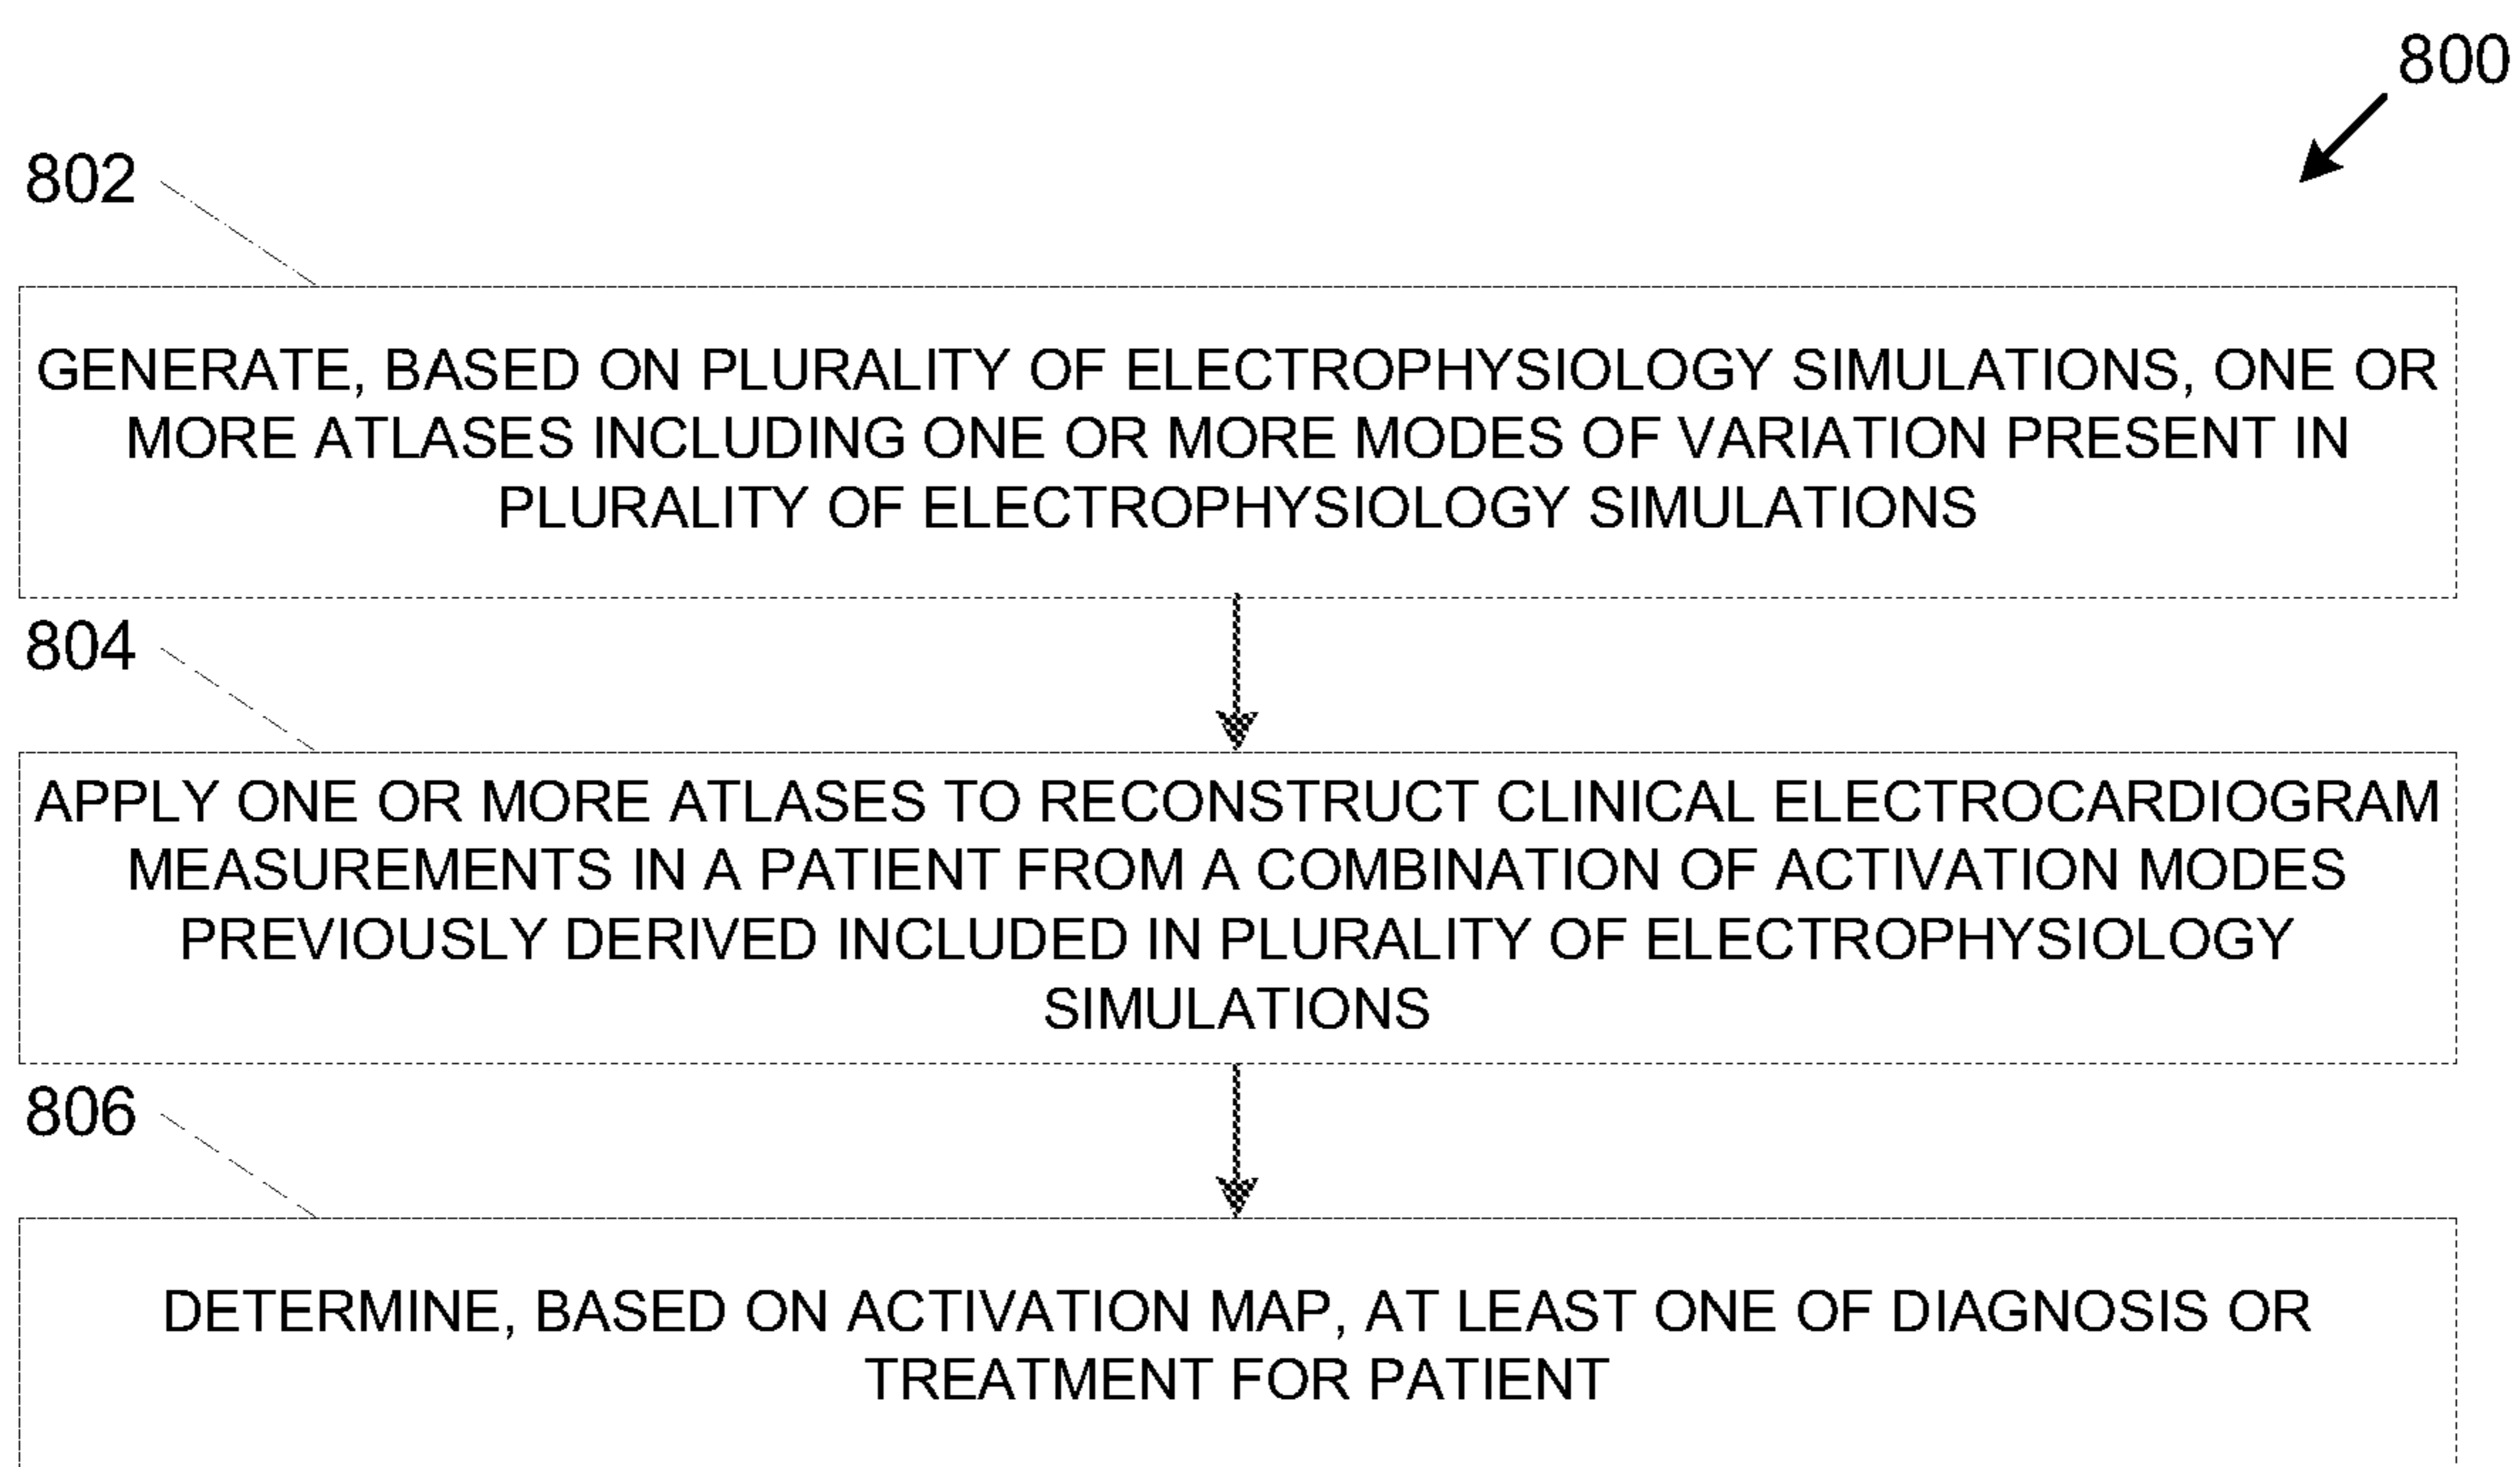 800
802
GENERATE, BASED ON PLURALITY OF ELECTROPHYSIOLOGY SIMULATIONS, ONE OR
MORE ATLASES INCLUDING ONE OR MORE MODES OF VARIATION PRESENT IN
PLURALITY OF ELECTROPHYSIOLOGY SIMULATIONS
804
APPLY ONE OR MORE ATLASES TO RECONSTRUCT CLINICAL ELECTROCARDIOGRAM
MEASUREMENTS IN A PATIENT FROM A COMBINATION OF ACTIVATION MODES
PREVIOUSLY DERIVED INCLUDED IN PLURALITY OF ELECTROPHYSIOLOGY
SIMULATIONS
806
DETERMINE, BASED ON ACTIVATION MAP, AT LEAST ONE OF DIAGNOSIS OR
TREATMENT FOR PATIENT